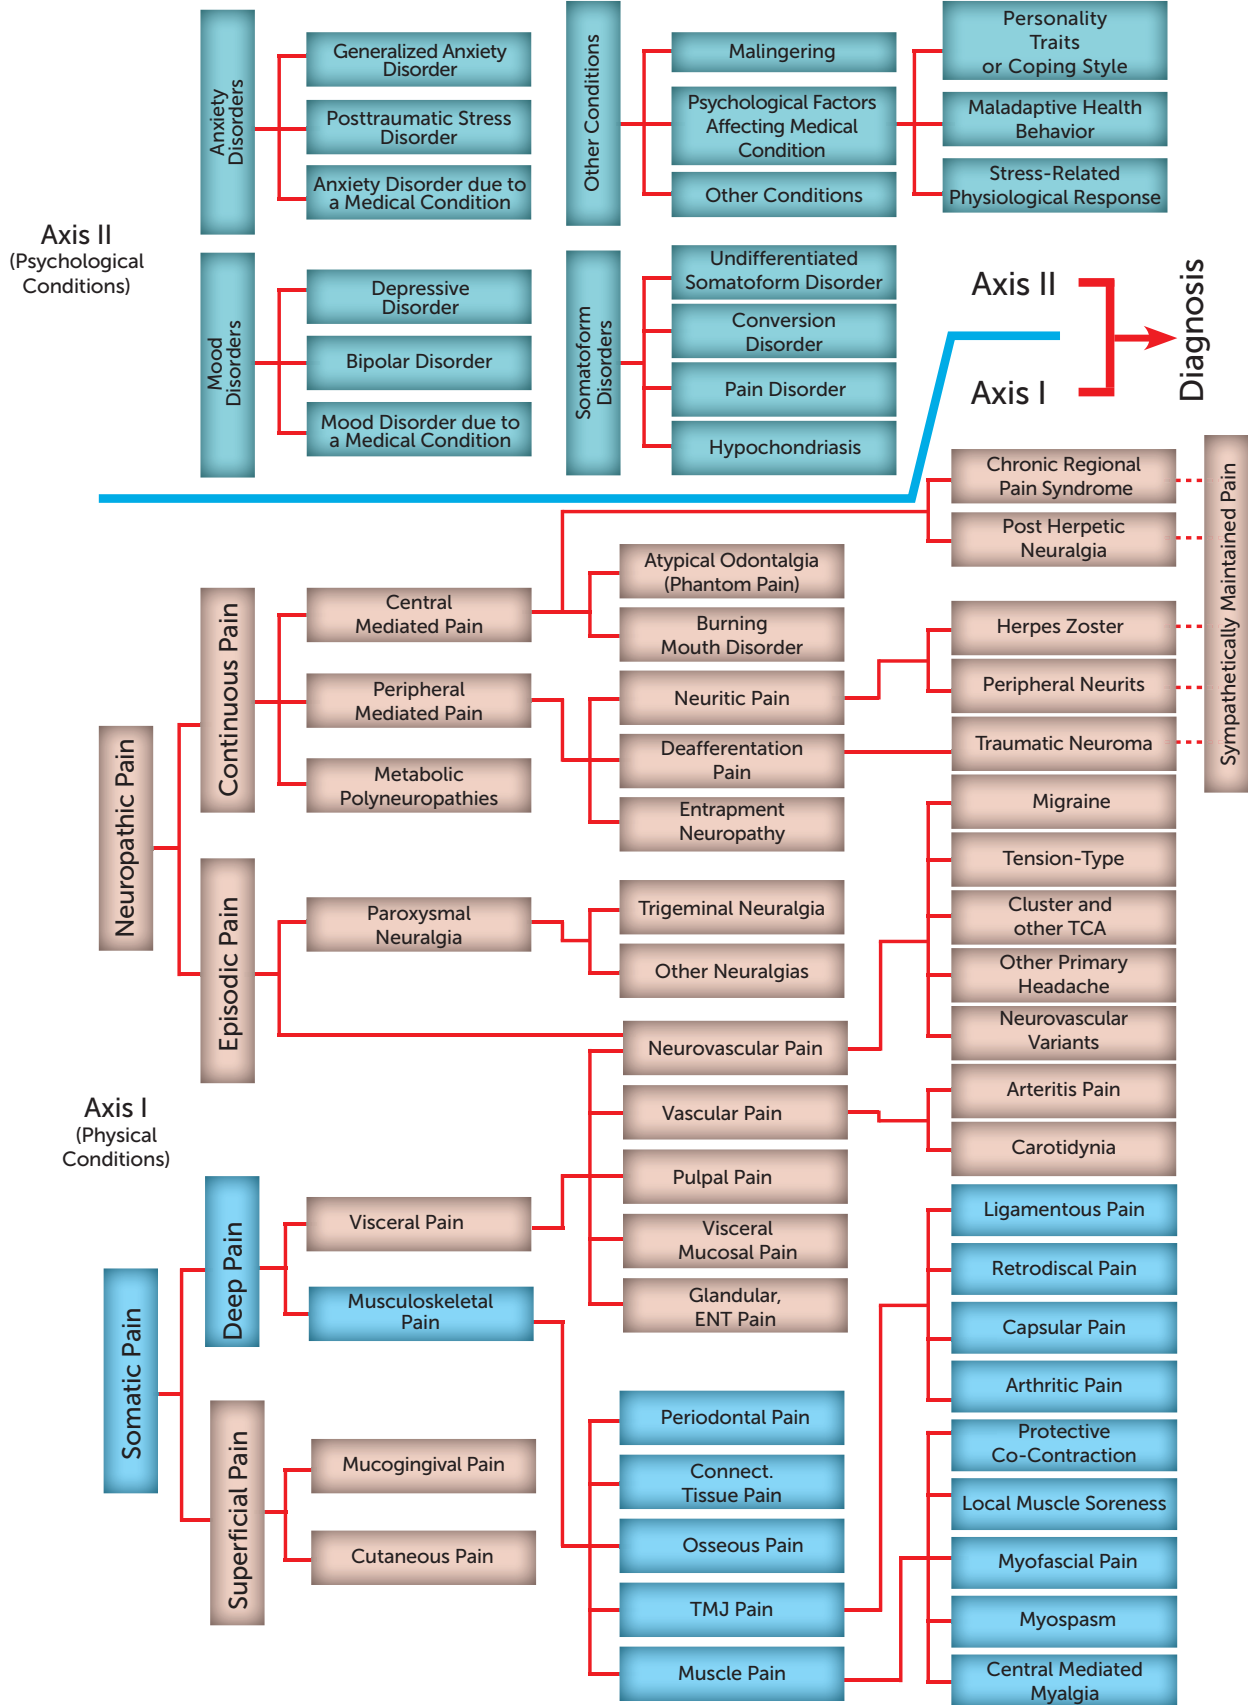 Axis II
(Psychological
Conditions)
Anxiety
Disorders
Generalized Anxiety
Disorder
Posttraumatic Stress
Disorder
Anxiety Disorder due to
a Medical Condition
Other Conditions
Malingering
Psychological Factors
Affecting Medical
Condition
Other Conditions
Personality
Traits
or Coping Style
Maladaptive Health
Behavior
Stress-Related
Physiological Response
Mood
Disorders
Depressive
Disorder
Bipolar Disorder
Mood Disorder due to
a Medical Condition
Somatoform
Disorders
Undifferentiated
Somatoform Disorder
Conversion
Disorder
Pain Disorder
Hypochondriasis
Axis II
Axis I
Diagnosis
Axis I
(Physical
Conditions)
Neuropathic Pain
Continuous Pain
Central
Mediated Pain
Peripheral
Mediated Pain
Metabolic
Polyneuropathies
Atypical Odontalgia
(Phantom Pain)
Burning
Mouth Disorder
Neuritic Pain
Deafferentation
Pain
Entrapment
Neuropathy
Chronic Regional
Pain Syndrome
Post Herpetic
Neuralgia
Herpes Zoster
Peripheral Neurits
Traumatic Neuroma
Sympathetically Maintained Pain
Episodic Pain
Paroxysmal
Neuralgia
Trigeminal Neuralgia
Other Neuralgias
Neurovascular Pain
Migraine
Tension-Type
Cluster and
other TCA
Other Primary
Headache
Neurovascular
Variants
Vascular Pain
Arteritis Pain
Carotidynia
Pulpal Pain
Visceral
Mucosal Pain
Glandular,
ENT Pain
Somatic Pain
Deep Pain
Visceral Pain
Musculoskeletal
Pain
Superficial Pain
Mucogingival Pain
Cutaneous Pain
Periodontal Pain
Connect.
Tissue Pain
Osseous Pain
TMJ Pain
Muscle Pain
Ligamentous Pain
Retrodiscal Pain
Capsular Pain
Arthritic Pain
Protective
Co-Contraction
Local Muscle Soreness
Myofascial Pain
Myospasm
Central Mediated
Myalgia